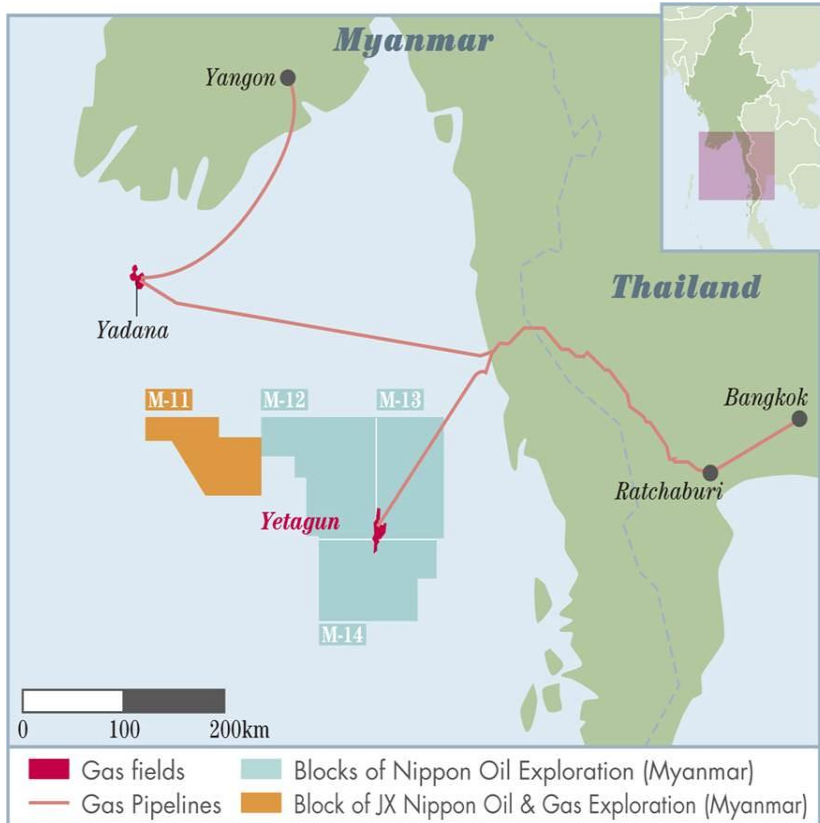 Myanmar
Yangon
Thailand
Yadana
Bangkok
M-11
M-12
M-13
Ratchaburi
Yetagun
M-14
0 100 200km
Gas fields
Blocks of Nippon Oil Exploration (Myanmar)
Gas Pipelines
Block of JX Nippon Oil & Gas Exploration (Myanmar)